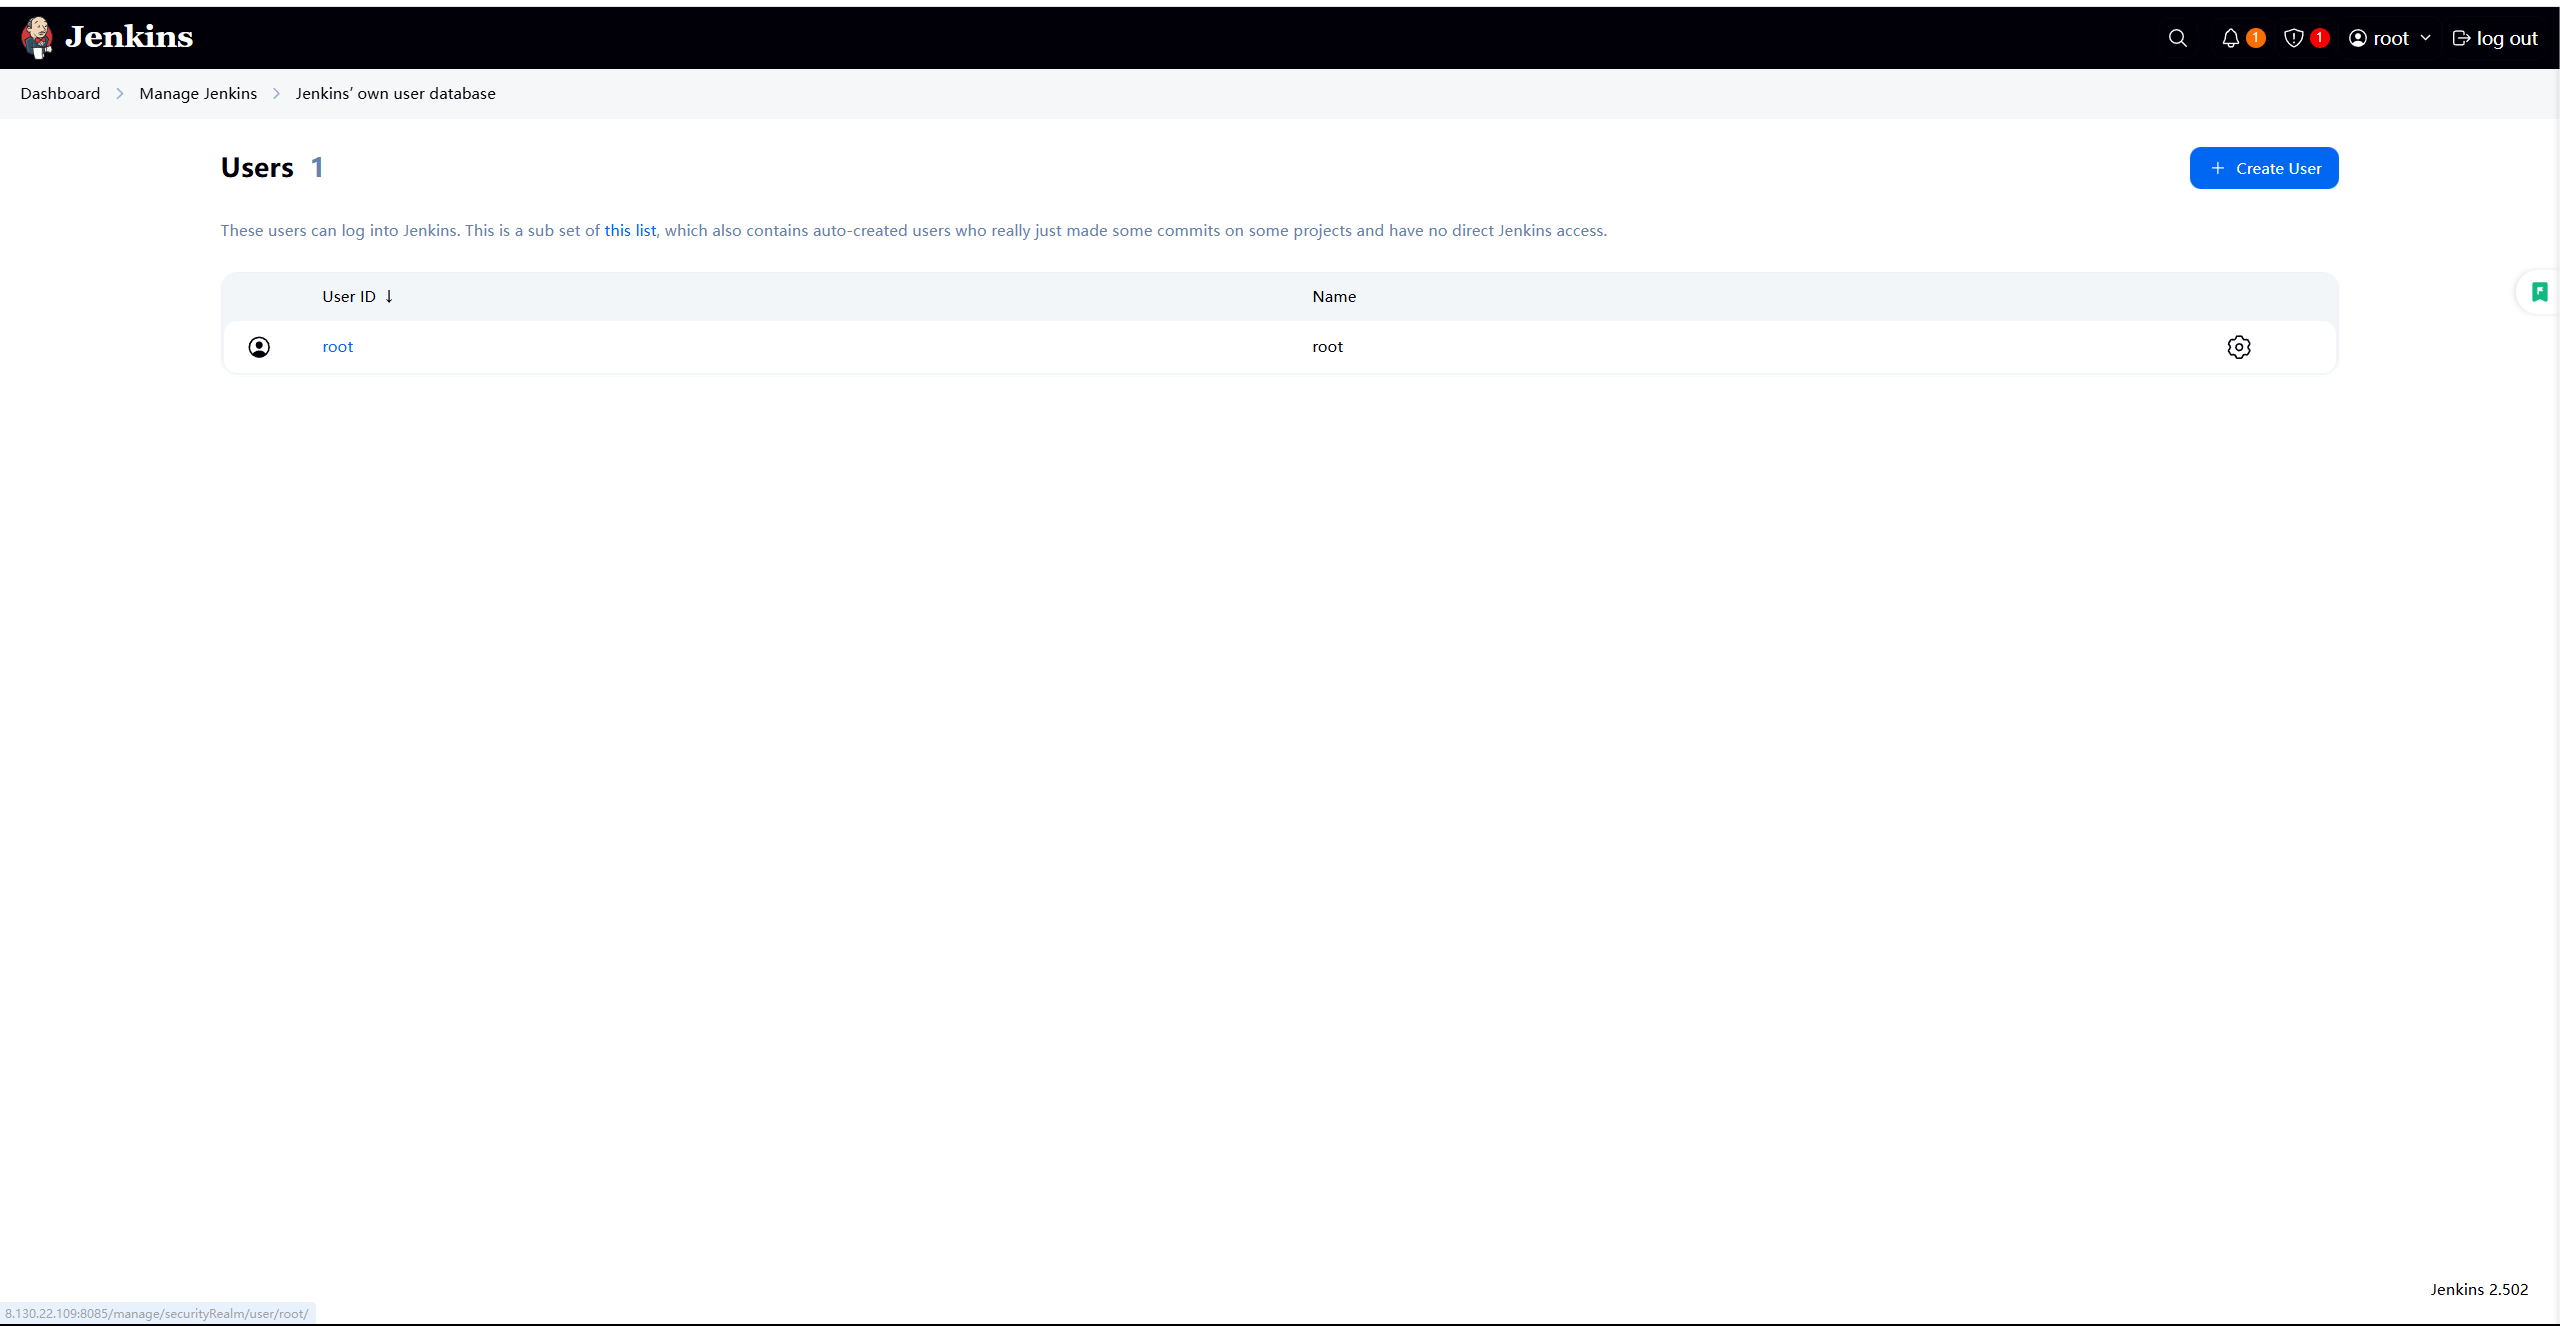 Jenkins
1
1
root
log out
Dashboard
Manage Jenkins
Jenkins’ own user database
Users 1
Create User
These users can log into Jenkins. This is a sub set of this list, which also contains auto-created users who really just made some commits on some projects and have no direct Jenkins access.
User ID ↓
Name
root
root
Jenkins 2.502
8.130.22.109:8085/manage/securityRealm/user/root/